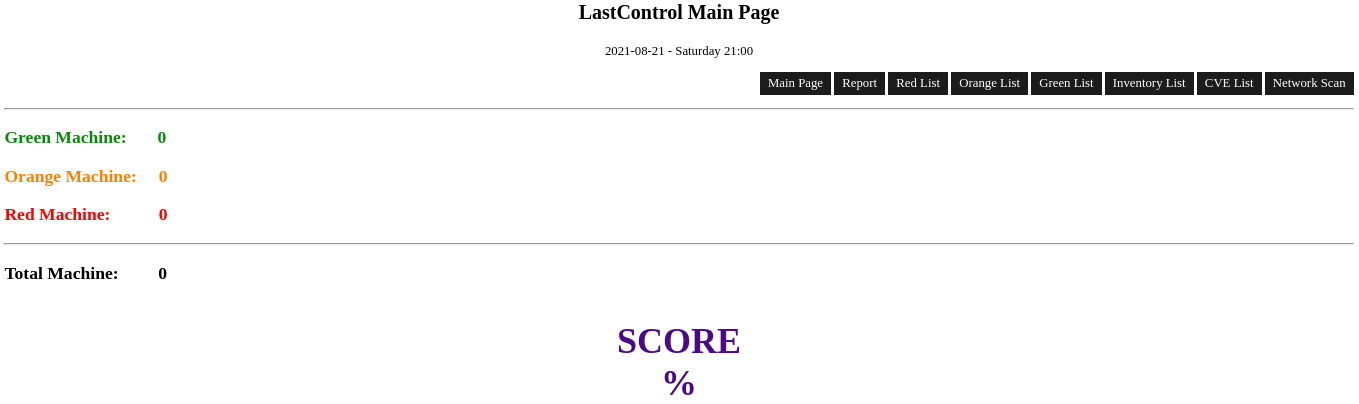 LastControl Main Page
2021-08-21 - Saturday 21:00
Main Page Report Red List Orange List Green List Inventory List CVE List Network Scan
Green Machine: 0
Orange Machine: 0
Red Machine: 0
Total Machine: 0
SCORE
%